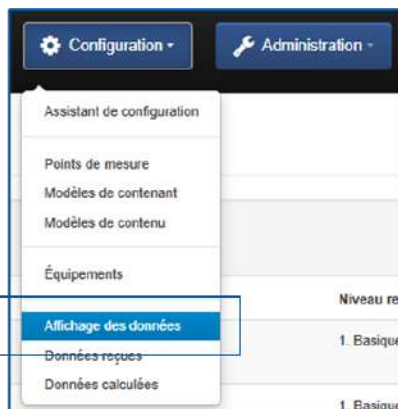 Configuration
Administration
Assistant de configuration
Points de mesure
Modèles de contenant
Modèles de contenu
Équipements
Niveau re
Affichage des données
1. Basique
Données reçues
Données calculées
1. Basique